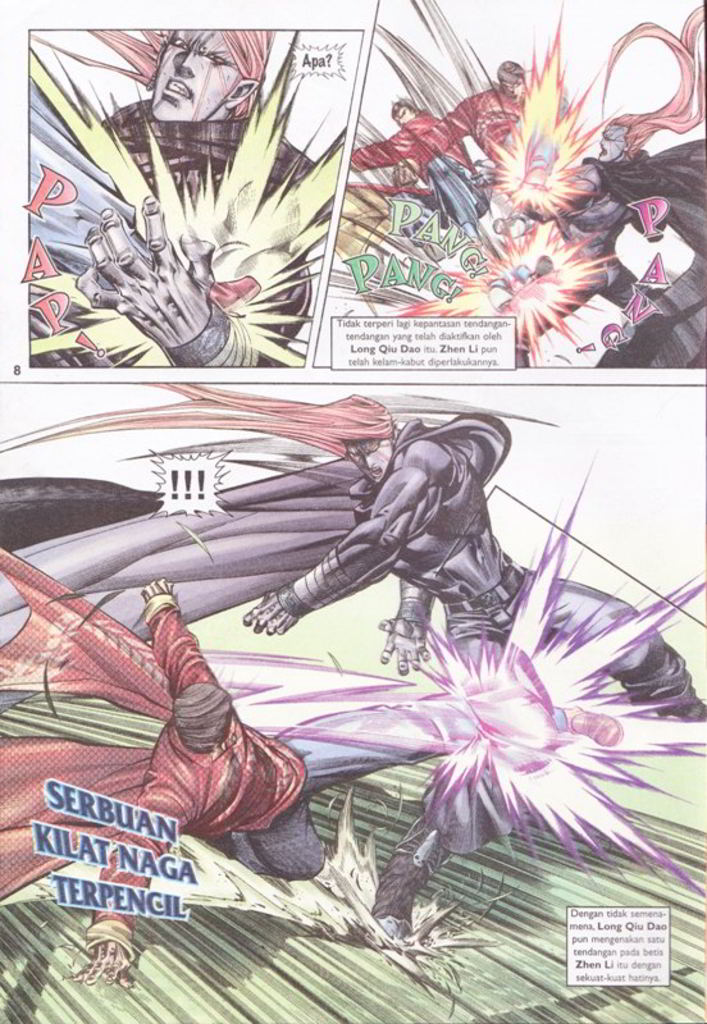 Apa?
PAP!
PANG!
PANG!
PANG!
Tidak terperi lagi kepantasan tendangan-
tendangan yang telah diaktifkan oleh
Long Qiu Dao itu. Zhen Li pun
telah kelam-kabut diperlakukannya.
8
!!!
SERBUAN
KILAT NAGA
TERPENCIL
Dengan tidak semena-
mena, Long Qiu Dao
pun mengenakan satu
tendangan pada betis
Zhen Li itu dengan
sekuat-kuat hatinya.